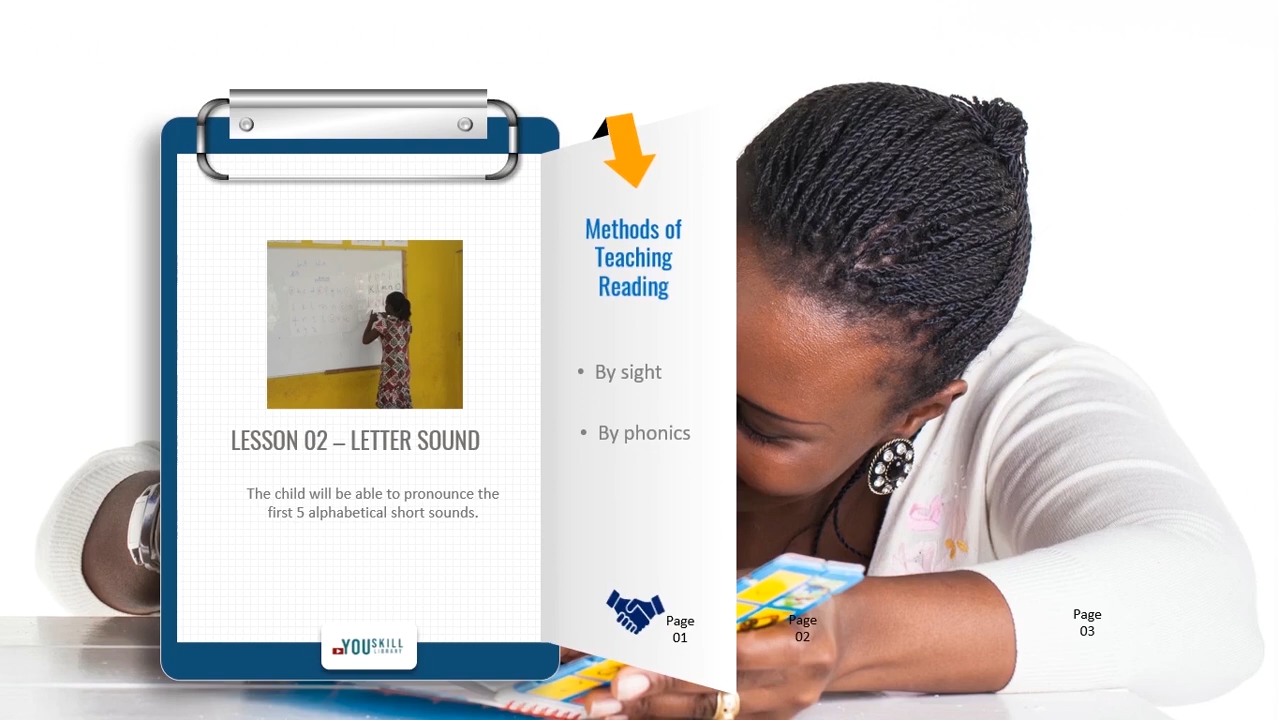 LESSON 02 – LETTER SOUND
The child will be able to pronounce the
first 5 alphabetical short sounds.
YOUSKILL
LIBRARY
Methods of
Teaching
Reading
• By sight
• By phonics
Page
01
Page
02
Page
03